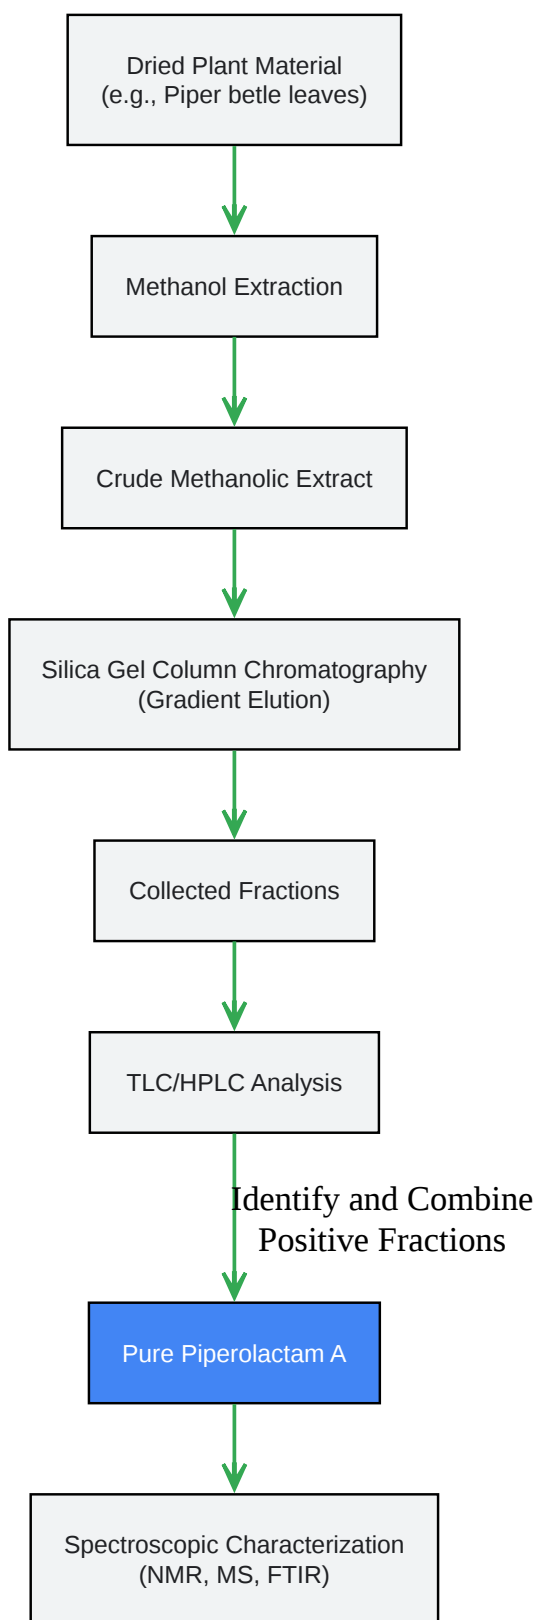 Dried Plant Material
(e.g., Piper betle leaves)
Methanol Extraction
Crude Methanolic Extract
Silica Gel Column Chromatography
(Gradient Elution)
Collected Fractions
TLC/HPLC Analysis
Identify and Combine
Positive Fractions
Pure Piperolactam A
Spectroscopic Characterization
(NMR, MS, FTIR)